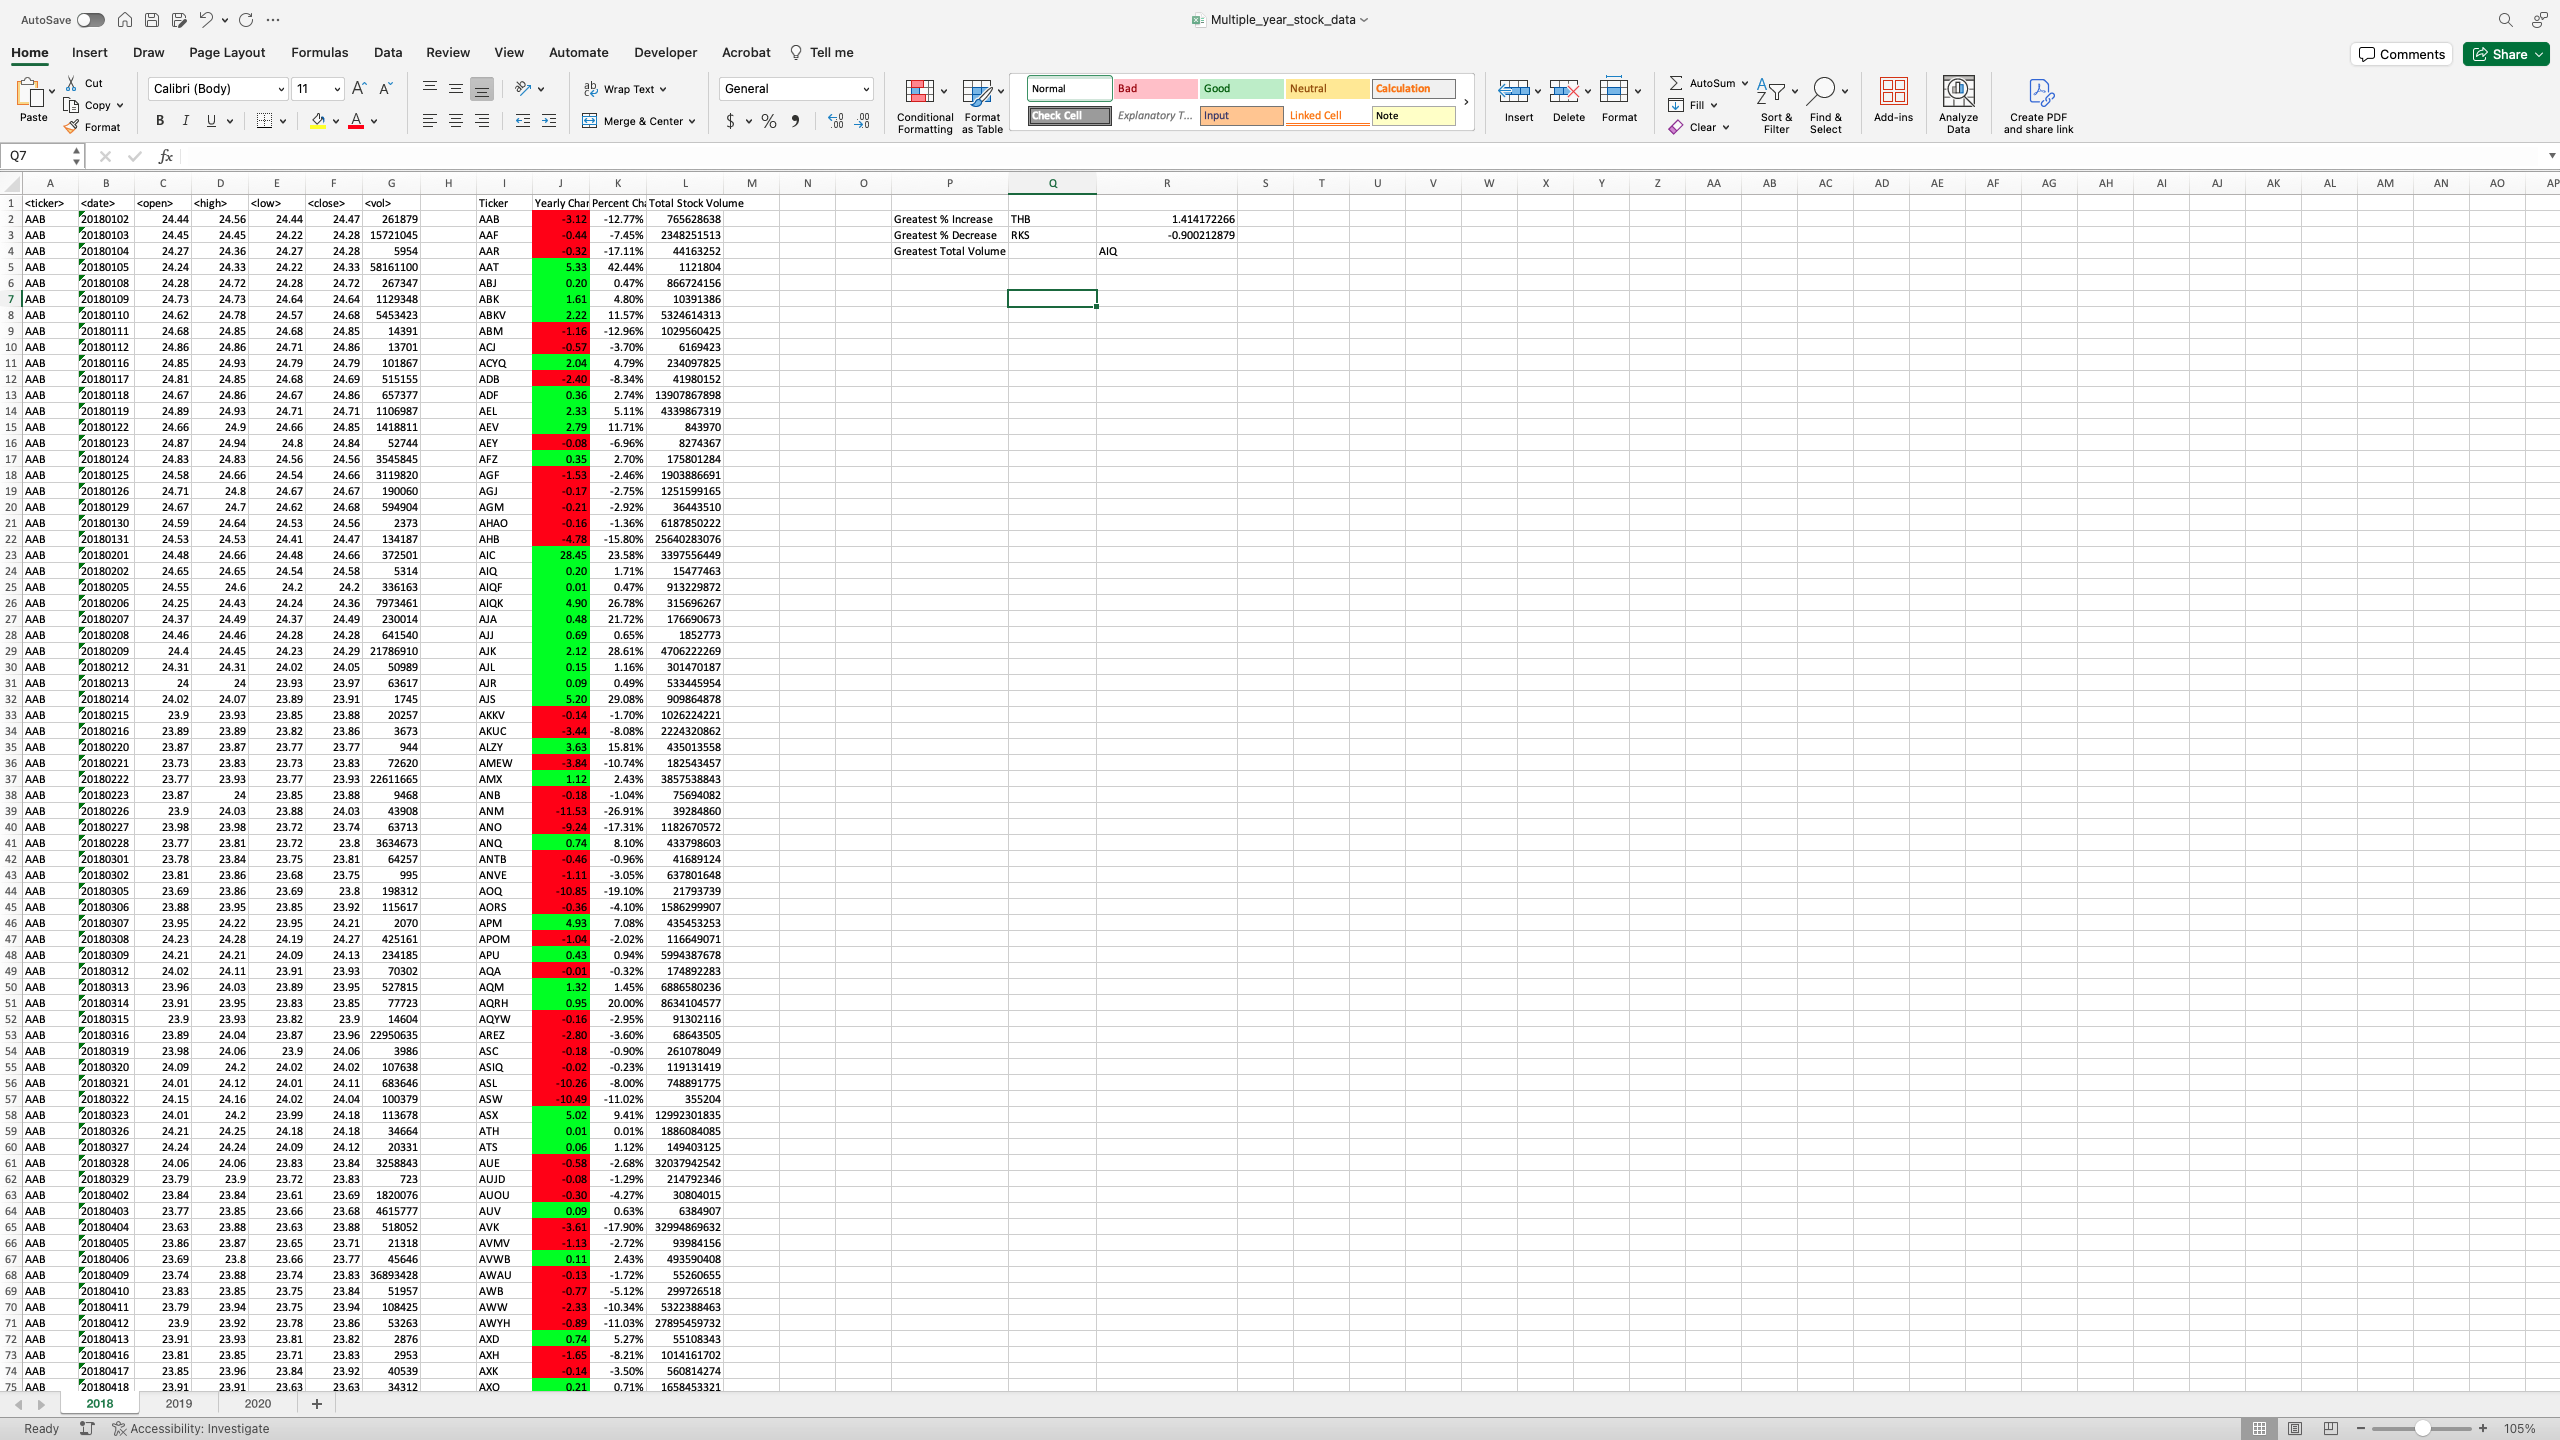 AutoSave
Multiple_year_stock_data
Home Insert Draw Page Layout Formulas Data Review View Automate Developer Acrobat Tell me
Comments Share
Paste Cut Copy Format
Calibri (Body) 11
Wrap Text Merge & Center
General
Conditional Formatting Format as Table
Normal Bad Good Neutral Calculation
Check Cell Explanatory T... Input Linked Cell Note
Insert Delete Format
AutoSum Fill Clear
Sort & Filter Find & Select
Add-ins Analyze Data Create PDF and share link
Q7 fx
A B C D E F G H I J K L M N O P Q R S T U V W X Y Z AA AB AC AD AE AF AG AH AI AJ AK AL AM AN AO AP
1 <ticker> <date> <open> <high> <low> <close> <vol> Ticker Yearly Char Percent Cha Total Stock Volume
2 AAB 20180102 24.44 24.56 24.44 24.47 261879 AAB -3.12 -12.77% 765628638 Greatest % Increase THB 1.414172266
3 AAB 20180103 24.45 24.45 24.22 24.28 15721045 AAF -0.44 -7.45% 2348251513 Greatest % Decrease RKS -0.900212879
4 AAB 20180104 24.27 24.36 24.27 24.28 5954 AAR -0.32 -17.11% 44163252 Greatest Total Volume AIQ
5 AAB 20180105 24.24 24.33 24.22 24.33 58161100 AAT 5.33 42.44% 1121804
6 AAB 20180108 24.28 24.72 24.28 24.72 267347 ABJ 0.20 0.47% 866724156
7 AAB 20180109 24.73 24.73 24.64 24.64 1129348 ABK 1.61 4.80% 10391386
8 AAB 20180110 24.62 24.78 24.57 24.68 5453423 ABKV 2.22 11.57% 5324614313
9 AAB 20180111 24.68 24.85 24.68 24.85 14391 ABM -1.16 -12.96% 1029560425
10 AAB 20180112 24.86 24.86 24.71 24.86 13701 ACJ -0.57 -3.70% 6169423
11 AAB 20180116 24.85 24.93 24.79 24.79 101867 ACYQ 2.04 4.79% 234097825
12 AAB 20180117 24.81 24.85 24.68 24.69 515155 ADB -2.40 -8.34% 41980152
13 AAB 20180118 24.67 24.86 24.67 24.86 657377 ADF 0.36 2.74% 13907867898
14 AAB 20180119 24.89 24.93 24.71 24.71 1106987 AEL 2.33 5.11% 4339867319
15 AAB 20180122 24.66 24.9 24.66 24.85 1418811 AEV 2.79 11.71% 843970
16 AAB 20180123 24.87 24.94 24.8 24.84 52744 AEY -0.08 -6.96% 8274367
17 AAB 20180124 24.83 24.83 24.56 24.56 3545845 AFZ 0.35 2.70% 175801284
18 AAB 20180125 24.58 24.66 24.54 24.66 3119820 AGF -1.53 -2.46% 1903886691
19 AAB 20180126 24.71 24.8 24.67 24.67 190060 AGJ -0.17 -2.75% 1251599165
20 AAB 20180129 24.67 24.7 24.62 24.68 594904 AGM -0.21 -2.92% 36443510
21 AAB 20180130 24.59 24.64 24.53 24.56 2373 AHAO -0.16 -1.36% 6187850222
22 AAB 20180131 24.53 24.53 24.41 24.47 134187 AHB -4.78 -15.80% 25640283076
23 AAB 20180201 24.48 24.66 24.48 24.66 372501 AIC 28.45 23.58% 3397556449
24 AAB 20180202 24.65 24.65 24.54 24.58 5314 AIQ 0.20 1.71% 15477463
25 AAB 20180205 24.55 24.6 24.2 24.2 336163 AIQF 0.01 0.47% 913229872
26 AAB 20180206 24.25 24.43 24.24 24.36 7973461 AIQK 4.90 26.78% 315696267
27 AAB 20180207 24.37 24.49 24.37 24.49 230014 AJA 0.48 21.72% 176690673
28 AAB 20180208 24.46 24.46 24.28 24.28 641540 AJJ 0.69 0.65% 1852773
29 AAB 20180209 24.4 24.45 24.23 24.29 21786910 AJK 2.12 28.61% 4706222269
30 AAB 20180212 24.31 24.31 24.02 24.05 50989 AJL 0.15 1.16% 301470187
31 AAB 20180213 24 24 23.93 23.97 63617 AJR 0.09 0.49% 533445954
32 AAB 20180214 24.02 24.07 23.89 23.91 1745 AJS 5.20 29.08% 909864878
33 AAB 20180215 23.9 23.93 23.85 23.88 20257 AKKV -0.14 -1.70% 1026224221
34 AAB 20180216 23.89 23.89 23.82 23.86 3673 AKUC -3.44 -8.08% 2224320862
35 AAB 20180220 23.87 23.87 23.77 23.77 944 ALZY 3.63 15.81% 435013558
36 AAB 20180221 23.73 23.83 23.73 23.83 72620 AMEW -3.84 -10.74% 182543457
37 AAB 20180222 23.77 23.93 23.77 23.93 22611665 AMX 1.12 2.43% 3857538843
38 AAB 20180223 23.87 24 23.85 23.88 9468 ANB -0.18 -1.04% 75694082
39 AAB 20180226 23.9 24.03 23.88 24.03 43908 ANM -11.53 -26.91% 39284860
40 AAB 20180227 23.98 23.98 23.72 23.74 63713 ANO -9.24 -17.31% 1182670572
41 AAB 20180228 23.77 23.81 23.72 23.8 3634673 ANQ 0.74 8.10% 433798603
42 AAB 20180301 23.78 23.84 23.75 23.81 64257 ANTB -0.46 -0.96% 41689124
43 AAB 20180302 23.81 23.86 23.68 23.75 995 ANVE -1.11 -3.05% 637801648
44 AAB 20180305 23.69 23.86 23.69 23.8 198312 AOQ -10.85 -19.10% 21793739
45 AAB 20180306 23.88 23.95 23.85 23.92 115617 AORS -0.36 -4.10% 1586299907
46 AAB 20180307 23.95 24.22 23.95 24.21 2070 APM 4.93 7.08% 435453253
47 AAB 20180308 24.23 24.28 24.19 24.27 425161 APOM -1.04 -2.02% 116649071
48 AAB 20180309 24.21 24.21 24.09 24.13 234185 APU 0.43 0.94% 5994387678
49 AAB 20180312 24.02 24.11 23.91 23.93 70302 AQA -0.01 -0.32% 174892283
50 AAB 20180313 23.96 24.03 23.89 23.95 527815 AQM 1.32 1.45% 6886580236
51 AAB 20180314 23.91 23.95 23.83 23.85 77723 AQRH 0.95 20.00% 8634104577
52 AAB 20180315 23.9 23.93 23.82 23.9 14604 AQYW -0.16 -2.95% 91302116
53 AAB 20180316 23.89 24.04 23.87 23.96 22950635 AREZ -2.80 -3.60% 68643505
54 AAB 20180319 23.98 24.06 23.9 24.06 3986 ASC -0.18 -0.90% 261078049
55 AAB 20180320 24.09 24.2 24.02 24.02 107638 ASIQ -0.02 -0.23% 119131419
56 AAB 20180321 24.01 24.12 24.01 24.11 683646 ASL -10.26 -8.00% 748891775
57 AAB 20180322 24.15 24.16 24.02 24.04 100379 ASW -10.49 -11.02% 355204
58 AAB 20180323 24.01 24.2 23.99 24.18 113678 ASX 5.02 9.41% 12992301835
59 AAB 20180326 24.21 24.25 24.18 24.18 34664 ATH 0.01 0.01% 1886084085
60 AAB 20180327 24.24 24.24 24.09 24.12 20331 ATS 0.06 1.12% 149403125
61 AAB 20180328 24.06 24.06 23.83 23.84 3258843 AUE -0.58 -2.68% 32037942542
62 AAB 20180329 23.79 23.9 23.72 23.83 723 AUJD -0.08 -1.29% 214792346
63 AAB 20180402 23.84 23.84 23.61 23.69 1820076 AUOU -0.30 -4.27% 30804015
64 AAB 20180403 23.77 23.85 23.66 23.68 4615777 AUV 0.09 0.63% 6384907
65 AAB 20180404 23.63 23.88 23.63 23.88 518052 AVK -3.61 -17.90% 32994869632
66 AAB 20180405 23.86 23.87 23.65 23.71 21318 AVMV -1.13 -2.72% 93984156
67 AAB 20180406 23.69 23.8 23.66 23.77 45646 AVWB 0.11 2.43% 493590408
68 AAB 20180409 23.74 23.88 23.74 23.83 36893428 AWAU -0.13 -1.72% 55260655
69 AAB 20180410 23.83 23.85 23.75 23.84 51957 AWB -0.77 -5.12% 299726518
70 AAB 20180411 23.79 23.94 23.75 23.94 108425 AWW -2.33 -10.34% 5322388463
71 AAB 20180412 23.9 23.92 23.78 23.86 53263 AWYH -0.89 -11.03% 27895459732
72 AAB 20180413 23.91 23.93 23.81 23.82 2876 AXD 0.74 5.27% 55108343
73 AAB 20180416 23.81 23.85 23.71 23.83 2953 AXH -1.65 -8.21% 1014161702
74 AAB 20180417 23.85 23.96 23.84 23.92 40539 AXK -0.14 -3.50% 560814274
75 AAB 20180418 23.91 23.91 23.63 23.63 34312 AXO 0.21 0.71% 1658453321
2018 2019 2020 +
Ready Accessibility: Investigate 105%